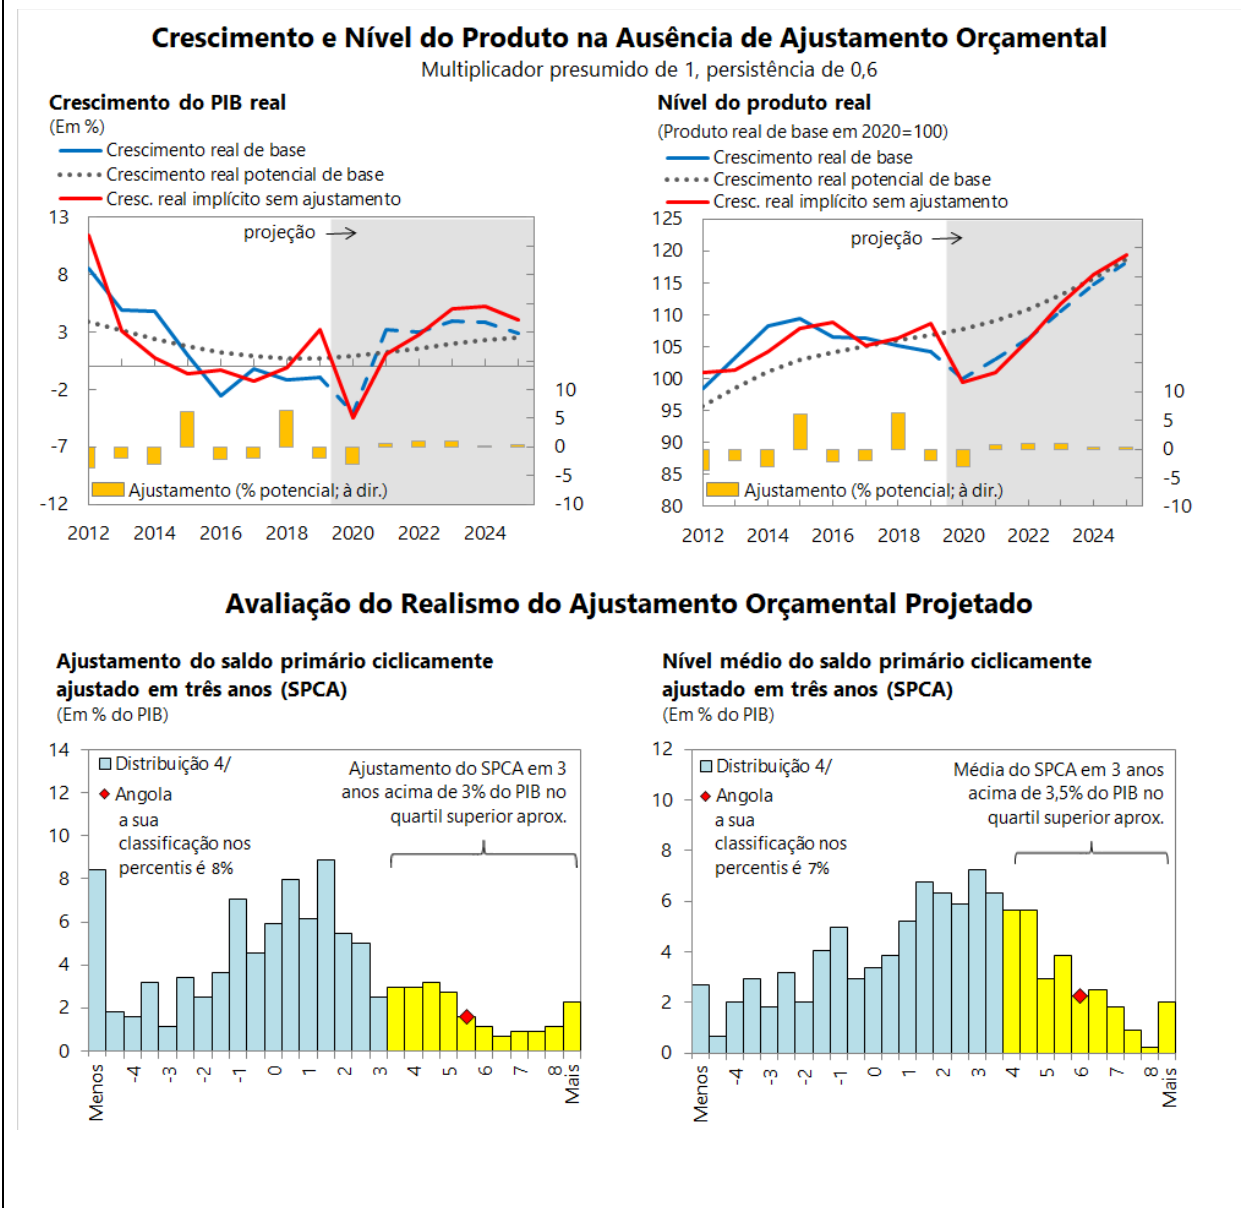 Crescimento e Nível do Produto na Ausência de Ajustamento Orçamental
Multiplicador presumido de 1, persistência de 0,6
Crescimento do PIB real
(Em %)
Crescimento real de base
Crescimento real potencial de base
Cresc. real implícito sem ajustamento
13
8
3
-2
-7
-12
projeção
10
5
0
-5
-10
Ajustamento (% potencial; à dir.)
2012 2014 2016 2018 2020 2022 2024
Nível do produto real
(Produto real de base em 2020=100)
Crescimento real de base
Crescimento real potencial de base
Cresc. real implícito sem ajustamento
125
120
115
110
105
100
95
90
85
80
projeção
10
5
0
-5
-10
Ajustamento (% potencial; à dir.)
2012 2014 2016 2018 2020 2022 2024
Avaliação do Realismo do Ajustamento Orçamental Projetado
Ajustamento do saldo primário ciclicamente
ajustado em três anos (SPCA)
(Em % do PIB)
14
12
10
8
6
4
2
0
Distribuição 4/
Angola
a sua
classificação nos
percentis é 8%
Ajustamento do SPCA em 3
anos acima de 3% do PIB no
quartil superior aprox.
Menos -4 -3 -2 -1 0 1 2 3 4 5 6 7 8 Mais
Nível médio do saldo primário ciclicamente
ajustado em três anos (SPCA)
(Em % do PIB)
12
10
8
6
4
2
0
Distribuição 4/
Angola
a sua
classificação nos
percentis é 7%
Média do SPCA em 3 anos
acima de 3,5% do PIB no
quartil superior aprox.
Menos -4 -3 -2 -1 0 1 2 3 4 5 6 7 8 Mais